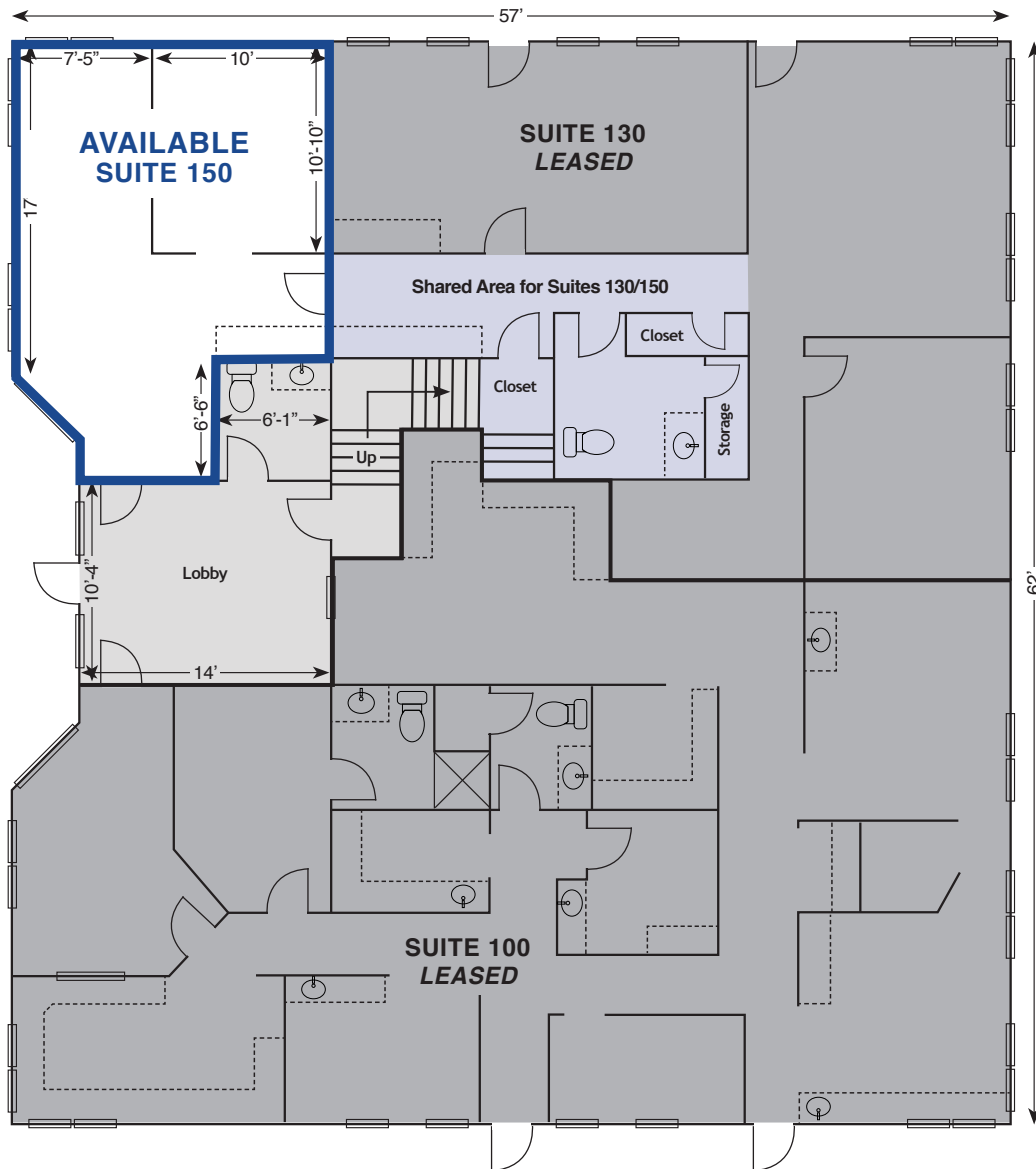 57'
7'-5”
10'
AVAILABLE
SUITE 150
10'-10”
17
SUITE 130
LEASED
Shared Area for Suites 130/150
Closet
Closet
Storage
6'-6”
6'-1”
Up
Lobby
10'-4”
14'
62'
SUITE 100
LEASED